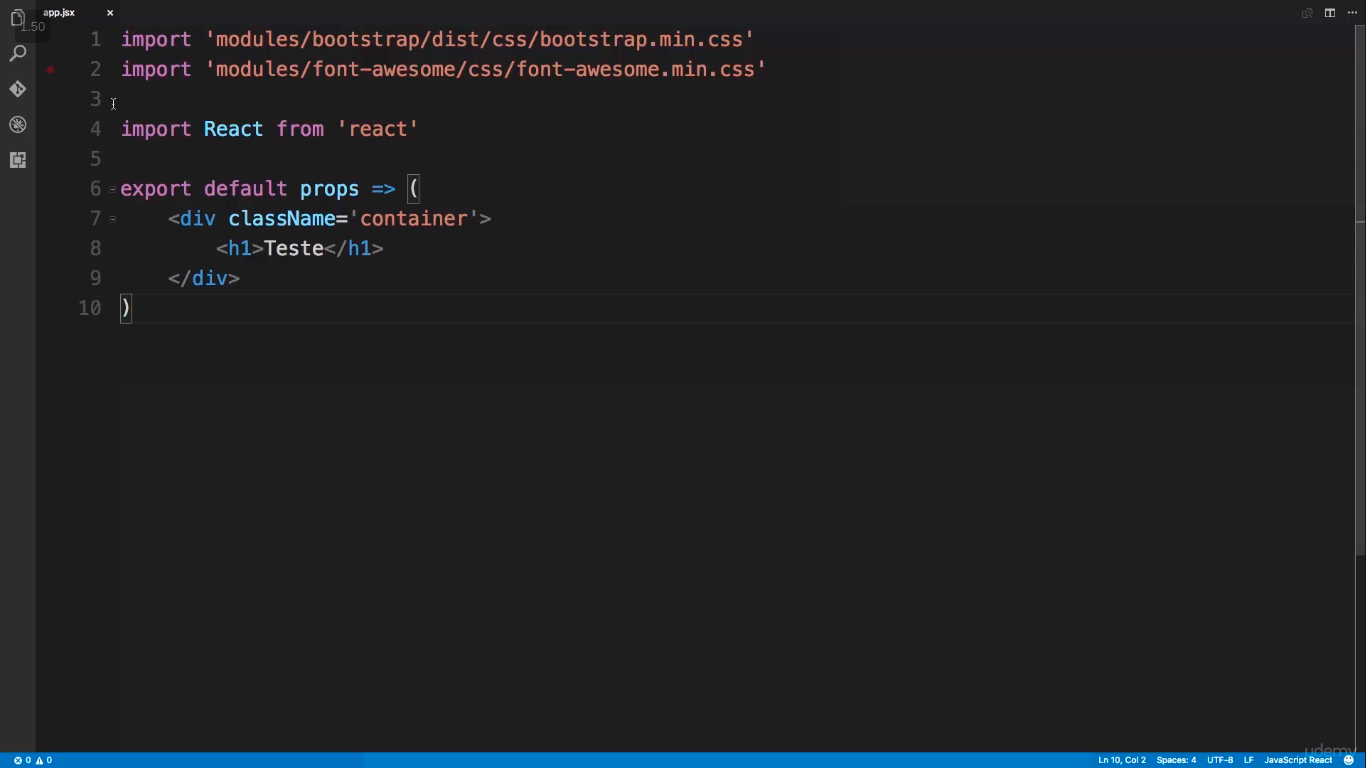 app.jsx ×
1.50
1 import 'modules/bootstrap/dist/css/bootstrap.min.css'
2 import 'modules/font-awesome/css/font-awesome.min.css'
3
4 import React from 'react'
5
6 export default props => (
7     <div className='container'>
8         <h1>Teste</h1>
9     </div>
10 )
udemy
0 0 Ln 10, Col 2 Spaces: 4 UTF-8 LF JavaScript React